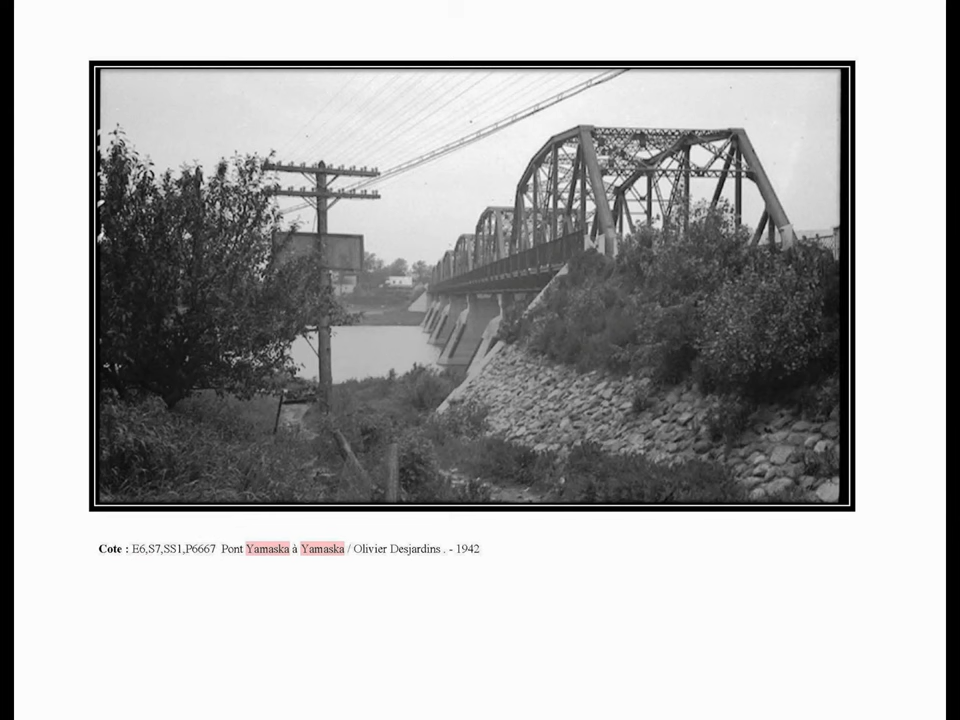 Cote : E6,S7,SS1,P6667 Pont Yamaska à Yamaska / Olivier Desjardins . - 1942